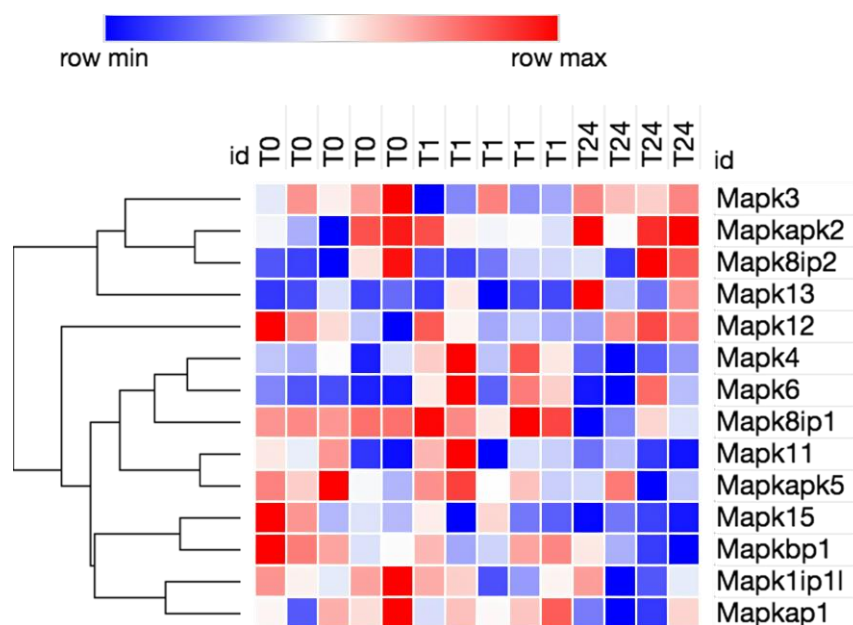 row min row max
id T0 T0 T0 T0 T0 T1 T1 T1 T1 T1 T24 T24 T24 T24 id
Mapk3
Mapkapk2
Mapk8ip2
Mapk13
Mapk12
Mapk4
Mapk6
Mapk8ip1
Mapk11
Mapkapk5
Mapk15
Mapkbp1
Mapk1ip1l
Mapkap1